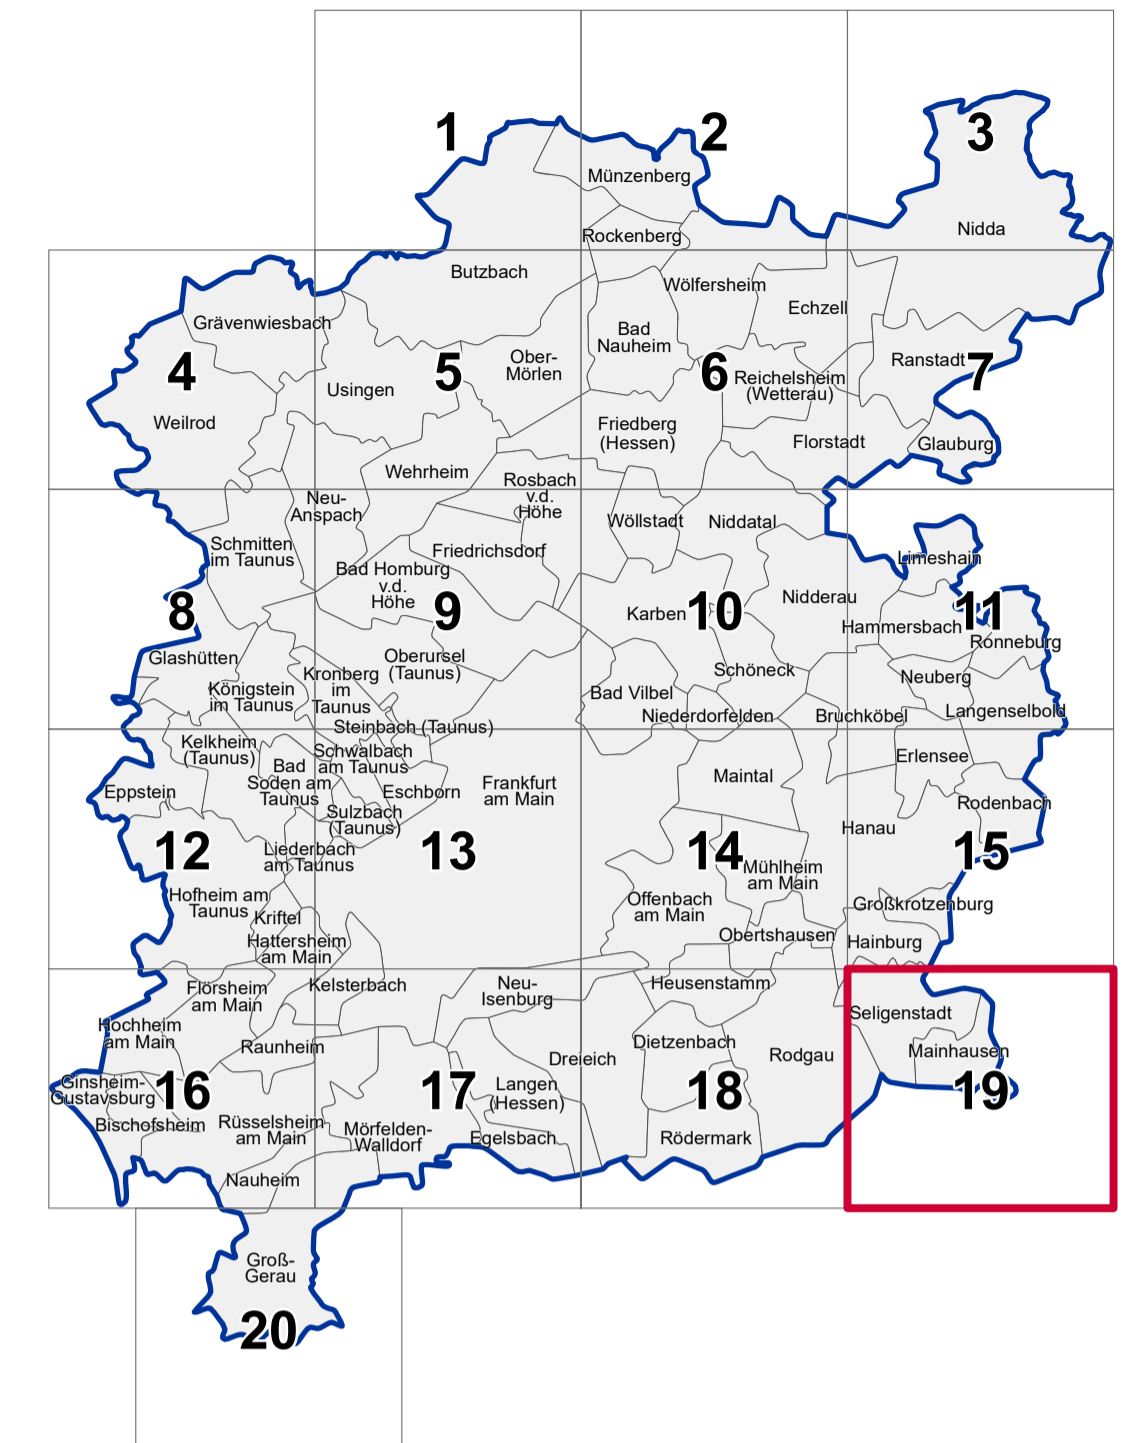 1
2
3
Münzenberg
Rockenberg
Nidda
Butzbach
Wölfersheim
Echzell
Grävenwiesbach
Bad
Nauheim
Ober-
Mörlen
Ranstadt
4
5
6
7
Usingen
Reichelsheim
(Wetterau)
Weilrod
Friedberg
(Hessen)
Florstadt
Glauburg
Wehrheim
Rosbach
v.d.
Höhe
Neu-
Anspach
Wöllstadt
Niddatal
Schmitten
im Taunus
Friedrichsdorf
Limeshain
Bad Homburg
v.d.
Höhe
Nidderau
8
9
10
11
Karben
Hammersbach
Ronneburg
Glashütten
Oberursel
(Taunus)
Königstein
im Taunus
Kronberg
im
Taunus
Schöneck
Neuberg
Bad Vilbel
Niederdorfelden
Bruchköbel
Langenselbold
Steinbach (Taunus)
Kelkheim
(Taunus)
Schwalbach
am Taunus
Erlensee
Bad
Soden am
Taunus
Maintal
Eppstein
Eschborn
Frankfurt
am Main
Rodenbach
Sulzbach
(Taunus)
Hanau
12
13
14
15
Liederbach
am Taunus
Mühlheim
am Main
Hofheim am
Taunus
Offenbach
am Main
Großkrotzenburg
Kriftel
Obertshausen
Hainburg
Hattersheim
am Main
Flörsheim
am Main
Kelsterbach
Neu-
Isenburg
Heusenstamm
Seligenstadt
Hochheim
am Main
Raunheim
Dietzenbach
Rodgau
Mainhausen
Dreieich
Ginsheim-
Gustavsburg
16
17
18
19
Langen
(Hessen)
Bischofsheim
Rüsselsheim
am Main
Mörfelden-
Walldorf
Egelsbach
Rödermark
Nauheim
Groß-
Gerau
20